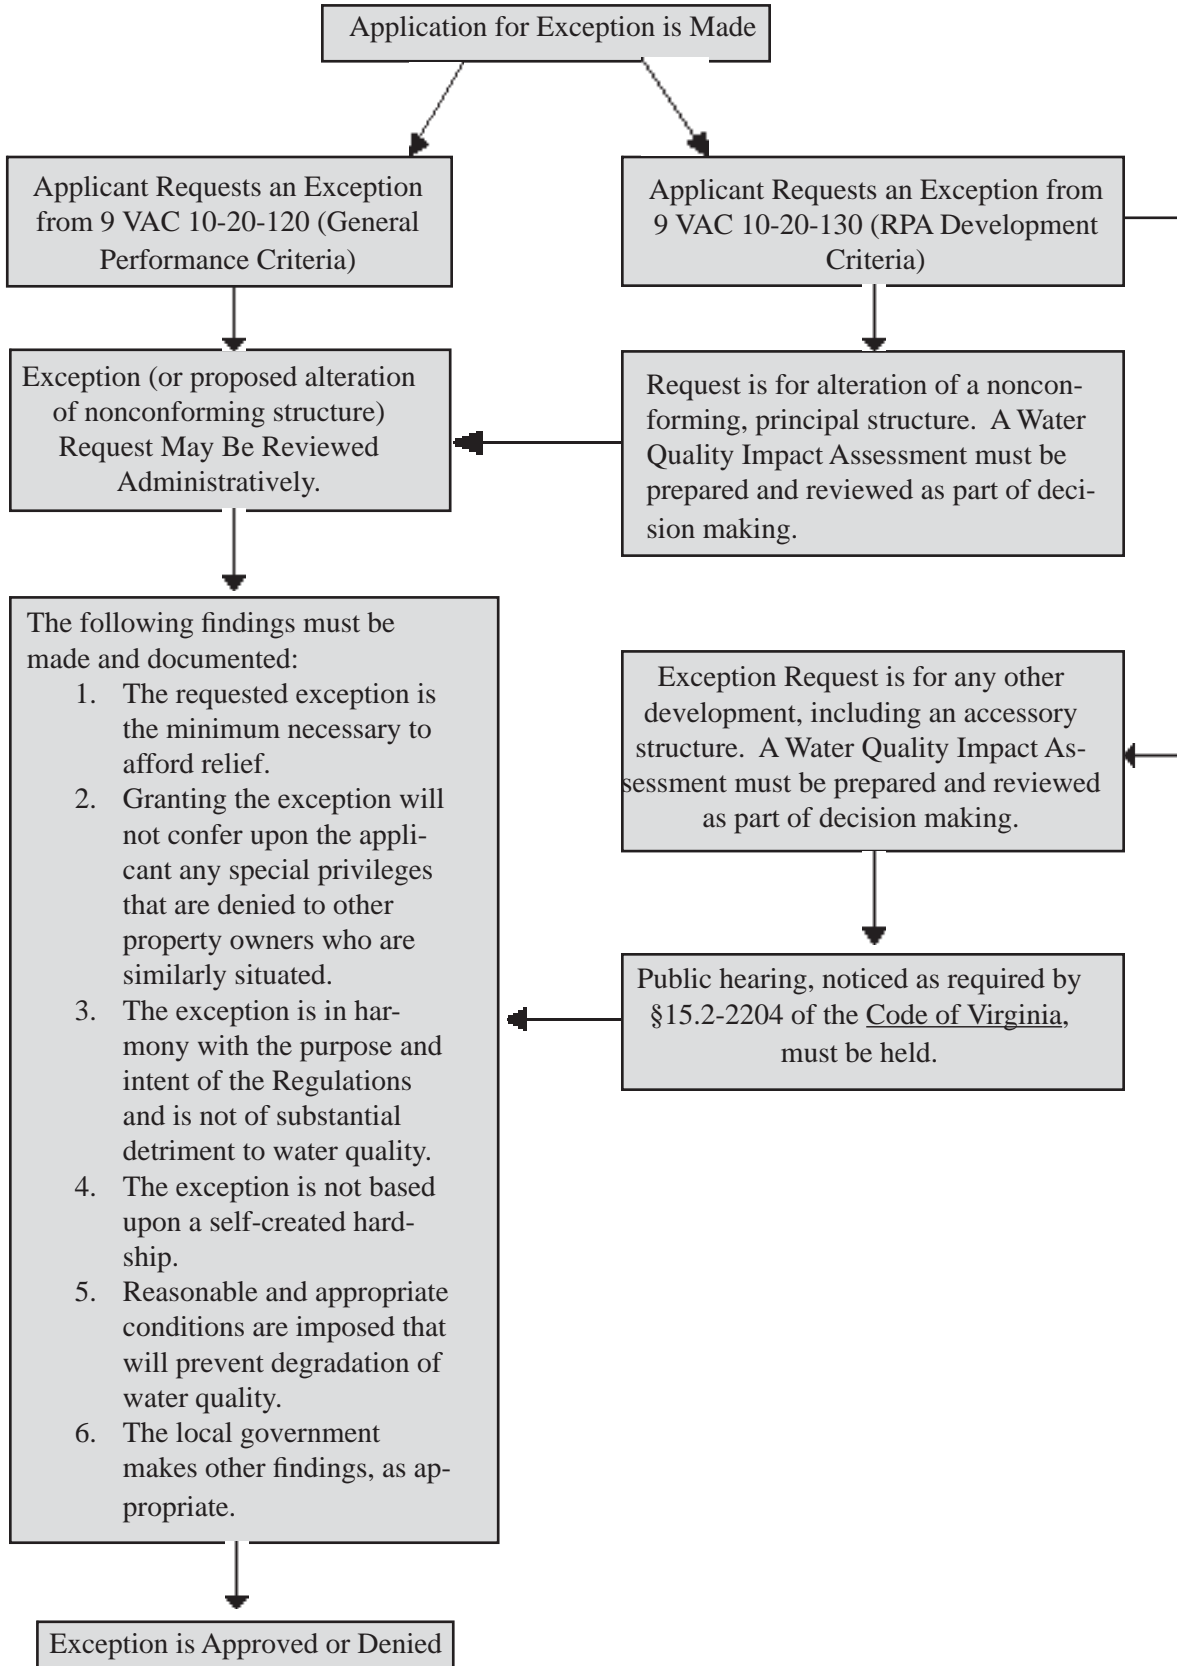 Application for Exception is Made
Applicant Requests an Exception
from 9 VAC 10-20-120 (General
Performance Criteria)
Applicant Requests an Exception from
9 VAC 10-20-130 (RPA Development
Criteria)
Exception (or proposed alteration
of nonconforming structure)
Request May Be Reviewed
Administratively.
Request is for alteration of a noncon-
forming, principal structure. A Water
Quality Impact Assessment must be
prepared and reviewed as part of deci-
sion making.
The following findings must be
made and documented:
1. The requested exception is
the minimum necessary to
afford relief.
2. Granting the exception will
not confer upon the appli-
cant any special privileges
that are denied to other
property owners who are
similarly situated.
3. The exception is in har-
mony with the purpose and
intent of the Regulations
and is not of substantial
detriment to water quality.
4. The exception is not based
upon a self-created hard-
ship.
5. Reasonable and appropriate
conditions are imposed that
will prevent degradation of
water quality.
6. The local government
makes other findings, as ap-
propriate.
Exception Request is for any other
development, including an accessory
structure. A Water Quality Impact As-
sessment must be prepared and reviewed
as part of decision making.
Public hearing, noticed as required by
§15.2-2204 of the Code of Virginia,
must be held.
Exception is Approved or Denied